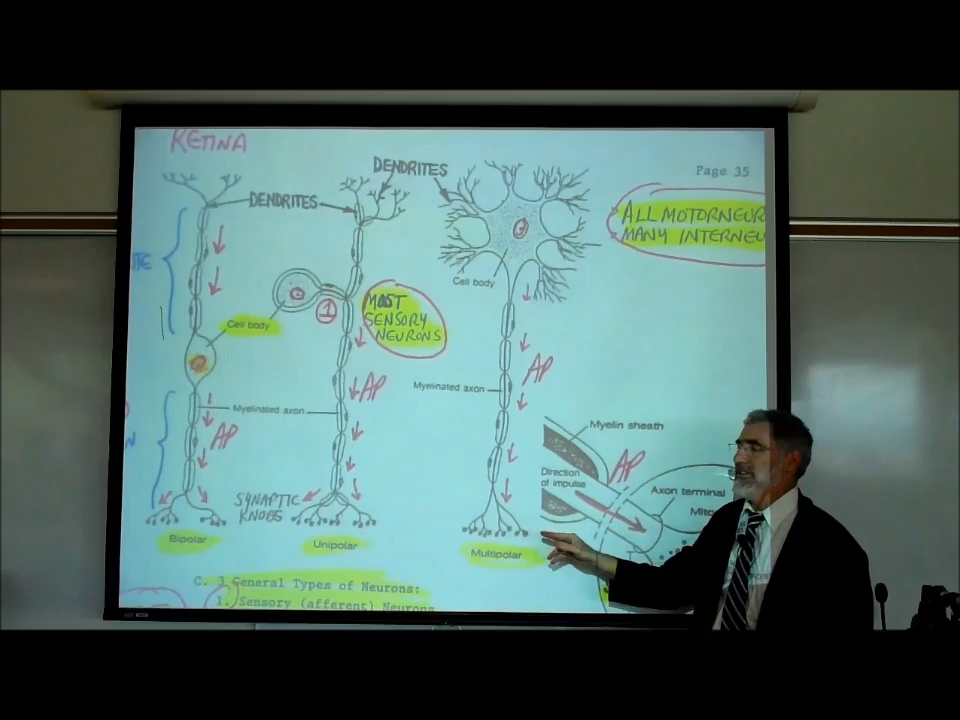 RETINA
DENDRITES
Page 35
DENDRITES
ALL MOTORNEUR
MANY INTERNEU
Cell body
1
MOST
SENSORY
NEURONS
Cell body
Myelinated axon
AP
Myelinated axon
AP
AP
Myelin sheath
AP
Direction
of impulse
Axon terminal
Mito
SYNAPTIC
KNOBS
Bipolar
Unipolar
Multipolar
C. 3 General Types of Neurons:
1. Sensory (afferent) Neurons